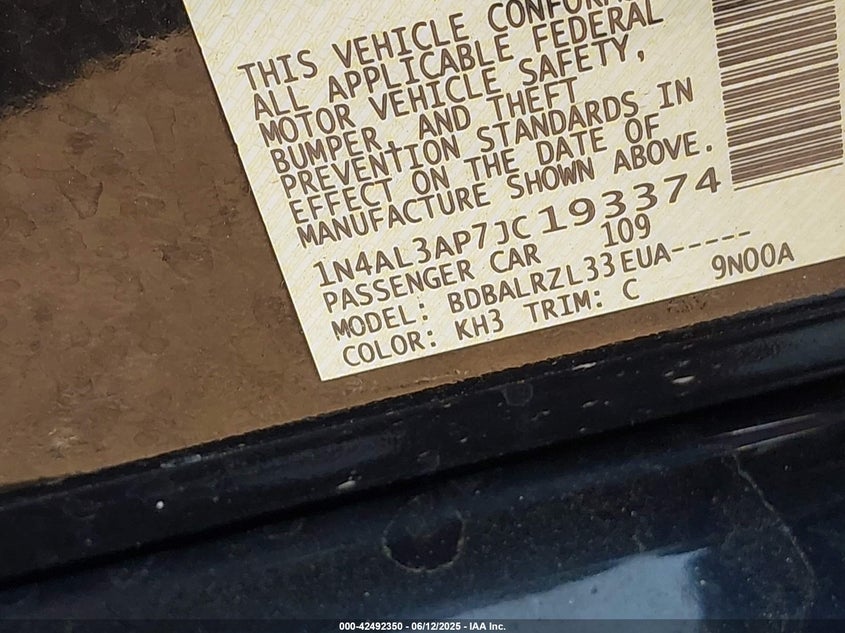 THIS VEHICLE CONFORM
ALL APPLICABLE FEDERAL
MOTOR VEHICLE SAFETY,
BUMPER, AND THEFT
PREVENTION STANDARDS IN
EFFECT ON THE DATE OF
MANUFACTURE SHOWN ABOVE.
1N4AL3AP7JC193374
PASSENGER CAR 109
MODEL: BDBALRZL33EUA-----
COLOR: KH3 TRIM: C 9N00A
000-42492350 - 06/12/2025 - IAA Inc.